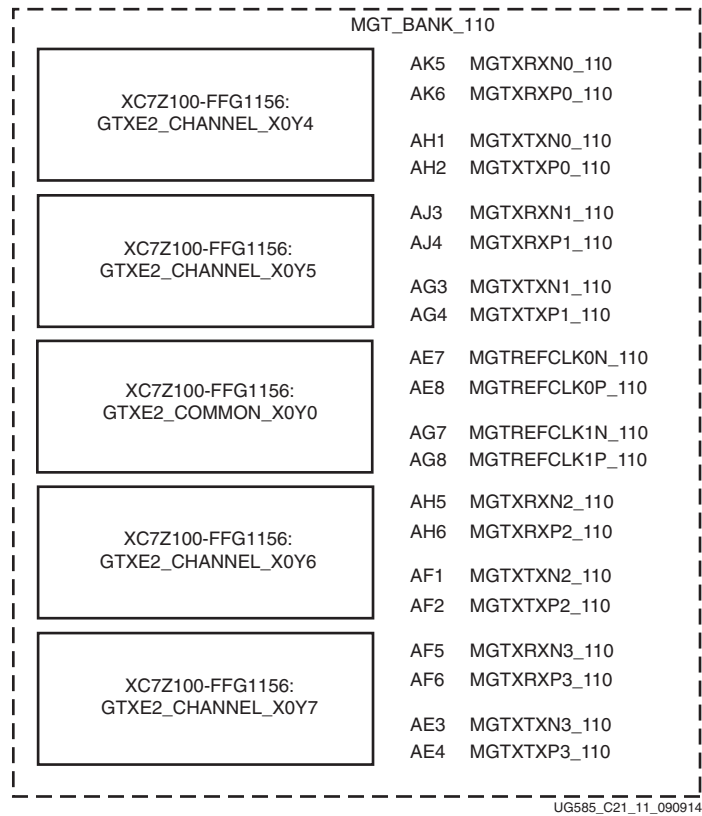 MGT_BANK_110
XC7Z100-FFG1156:
GTXE2_CHANNEL_X0Y4
AK5 MGTXRXN0_110
AK6 MGTXRXP0_110
AH1 MGTXTXN0_110
AH2 MGTXTXP0_110
XC7Z100-FFG1156:
GTXE2_CHANNEL_X0Y5
AJ3 MGTXRXN1_110
AJ4 MGTXRXP1_110
AG3 MGTXTXN1_110
AG4 MGTXTXP1_110
XC7Z100-FFG1156:
GTXE2_COMMON_X0Y0
AE7 MGTREFCLK0N_110
AE8 MGTREFCLK0P_110
AG7 MGTREFCLK1N_110
AG8 MGTREFCLK1P_110
XC7Z100-FFG1156:
GTXE2_CHANNEL_X0Y6
AH5 MGTXRXN2_110
AH6 MGTXRXP2_110
AF1 MGTXTXN2_110
AF2 MGTXTXP2_110
XC7Z100-FFG1156:
GTXE2_CHANNEL_X0Y7
AF5 MGTXRXN3_110
AF6 MGTXRXP3_110
AE3 MGTXTXN3_110
AE4 MGTXTXP3_110
UG585_C21_11_090914